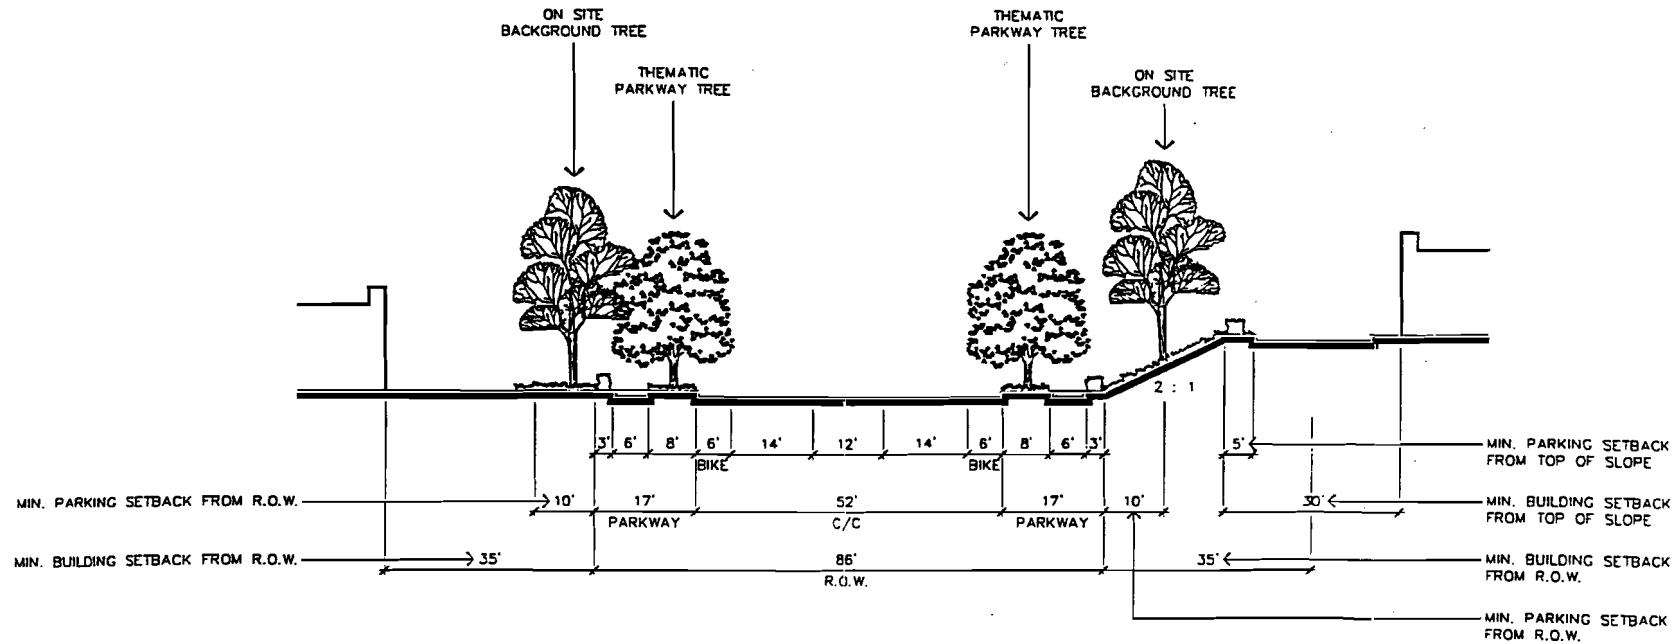 ON SITE
BACKGROUND TREE
THEMATIC
PARKWAY TREE
THEMATIC
PARKWAY TREE
ON SITE
BACKGROUND TREE
2 : 1
3' 6' 8' 6' 14' 12' 14' 6' 8' 6' 3' 5'
BIKE BIKE
MIN. PARKING SETBACK
FROM TOP OF SLOPE
MIN. PARKING SETBACK FROM R.O.W. 10' 17' 52' 17' 10' 30'
PARKWAY C/C PARKWAY
MIN. BUILDING SETBACK
FROM TOP OF SLOPE
MIN. BUILDING SETBACK FROM R.O.W. 35' 86' 35'
R.O.W.
MIN. BUILDING SETBACK
FROM R.O.W.
MIN. PARKING SETBACK
FROM R.O.W.